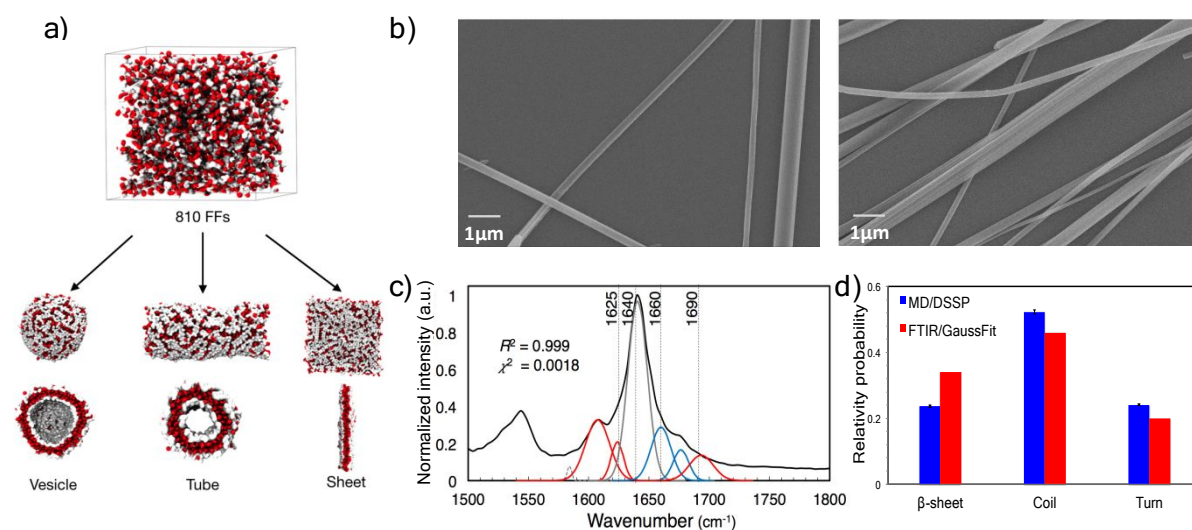 a)
810 FFs
Vesicle
Tube
Sheet
b)
1µm
1µm
c)
Normalized intensity (a.u.)
1
0.8
0.6
0.4
0.2
0
1625
1640
1660
1690
R² = 0.999
χ² = 0.0018
1500
1550
1600
1650
1700
1750
1800
Wavenumber (cm⁻¹)
d)
Relativity probability
0.6
0.4
0.2
0
MD/DSSP
FTIR/GaussFit
β-sheet
Coil
Turn